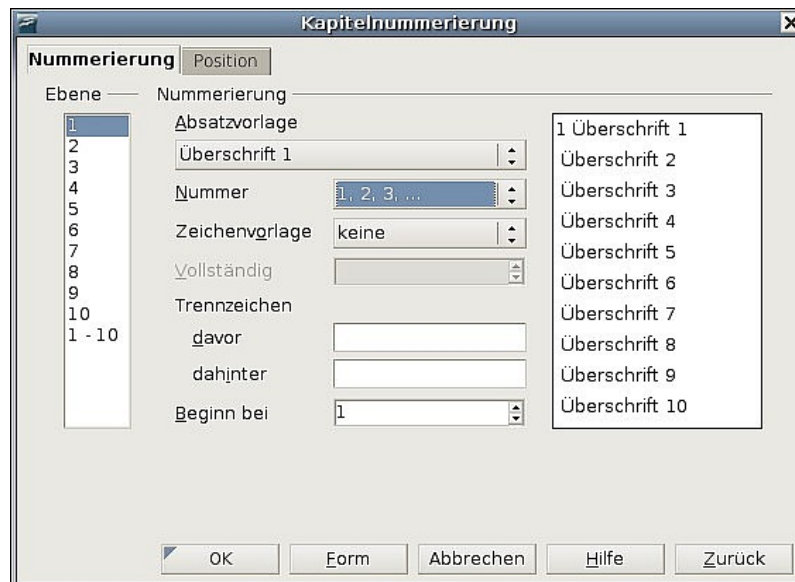 Kapitelnummerierung
Nummerierung
Position
Ebene
1
2
3
4
5
6
7
8
9
10
1 - 10
Nummerierung
Absatzvorlage
Überschrift 1
Nummer
1, 2, 3, ...
Zeichenvorlage
keine
Vollständig
Trennzeichen
davor
dahinter
Beginn bei
1
1 Überschrift 1
Überschrift 2
Überschrift 3
Überschrift 4
Überschrift 5
Überschrift 6
Überschrift 7
Überschrift 8
Überschrift 9
Überschrift 10
OK
Form
Abbrechen
Hilfe
Zurück